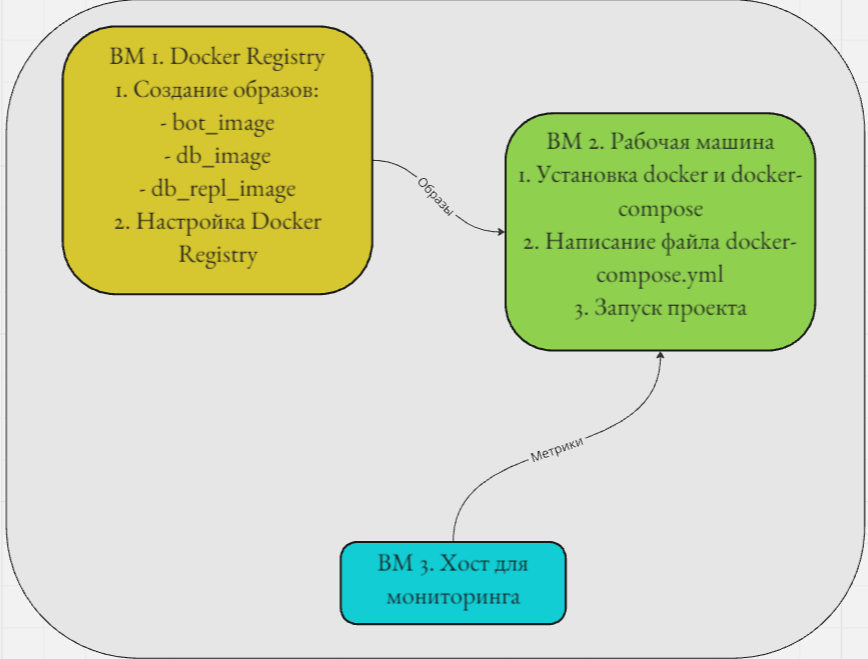 ВМ 1. Docker Registry
1. Создание образов:
- bot_image
- db_image
- db_repl_image
2. Настройка Docker
Registry
Образы
ВМ 2. Рабочая машина
1. Установка docker и docker-
compose
2. Написание файла docker-
compose.yml
3. Запуск проекта
Метрики
ВМ 3. Хост для
мониторинга